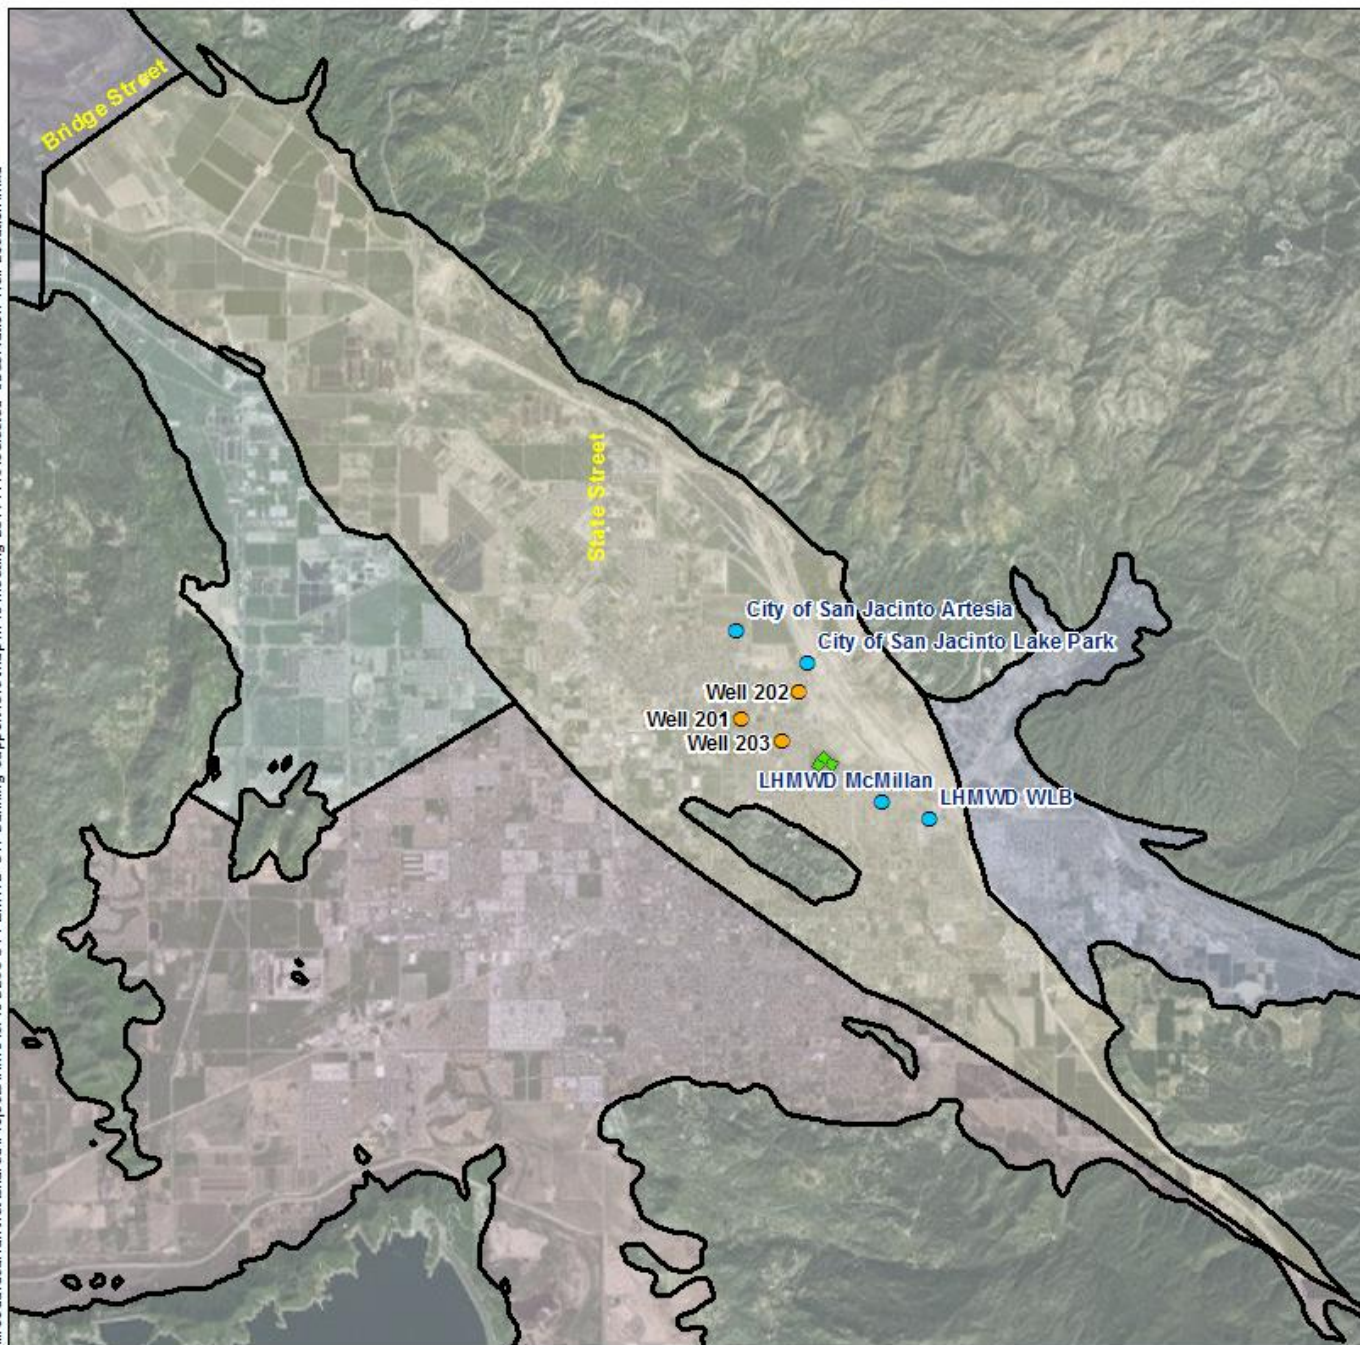 Bridge Street
State Street
City of San Jacinto Artesia
City of San Jacinto Lake Park
Well 202
Well 201
Well 203
LHMWD McMillan
LHMWD WLB